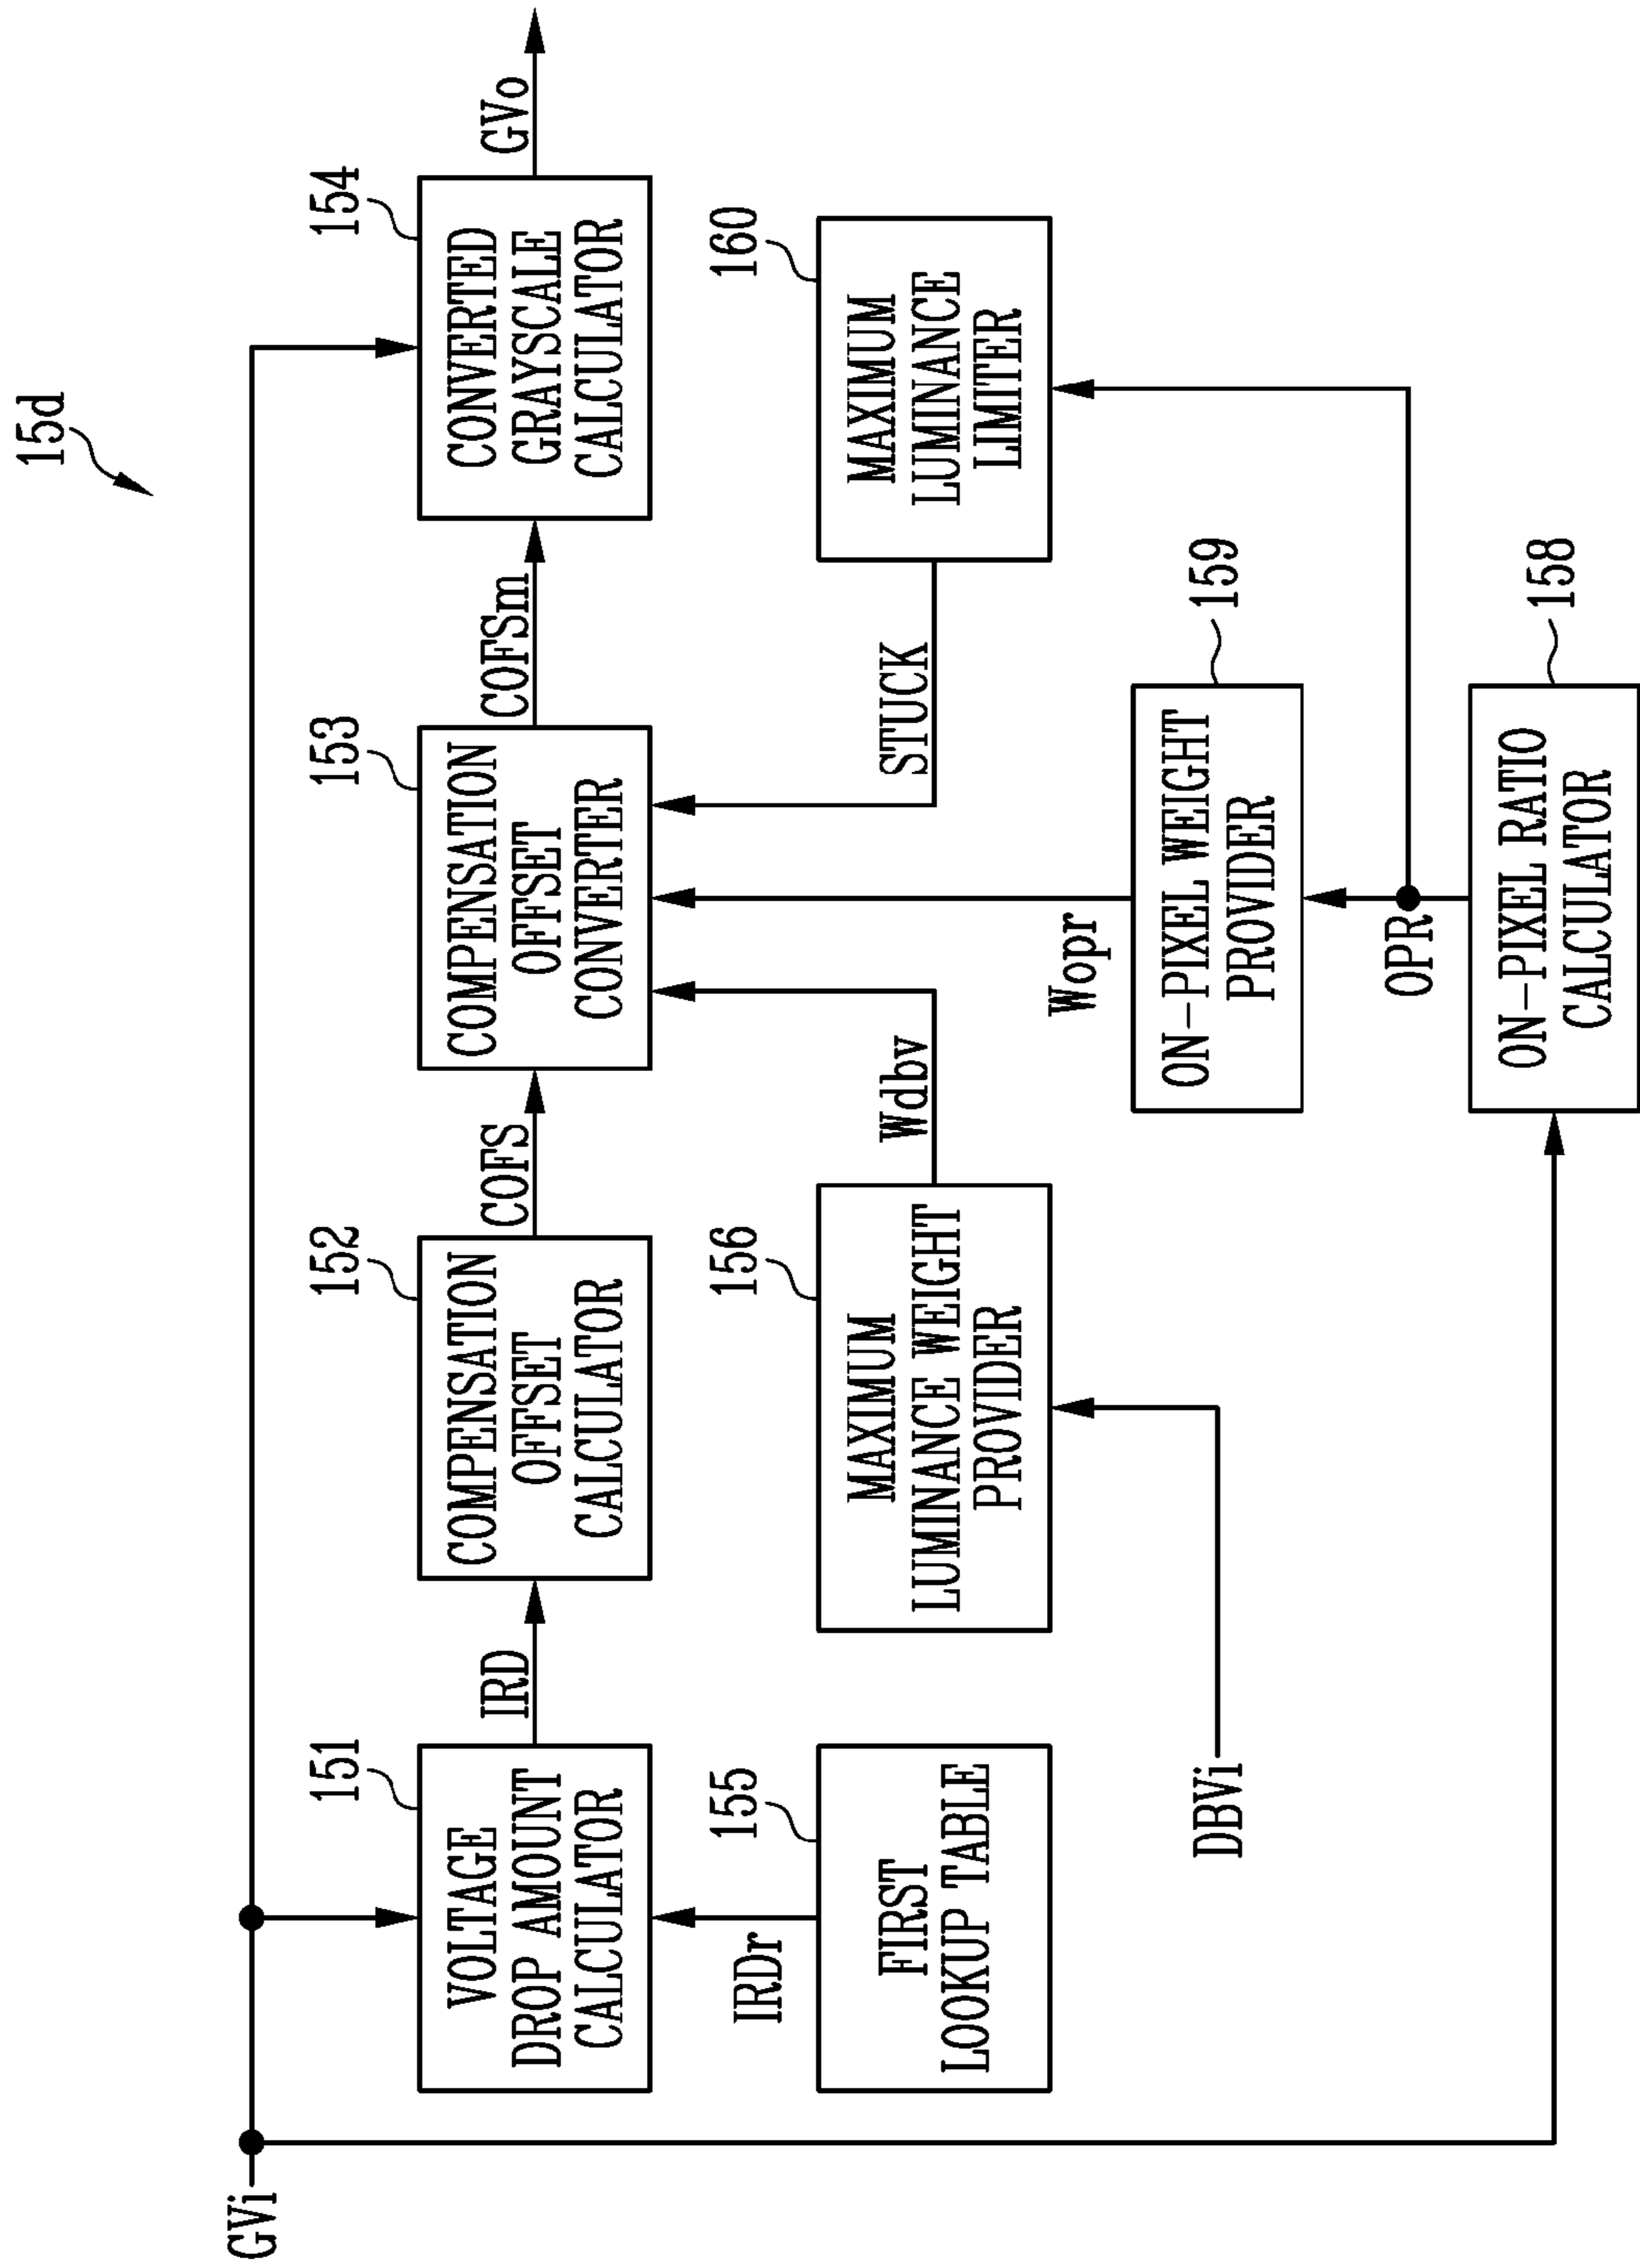 15d
GVi
151
VOLTAGE
DROP AMOUNT
CALCULATOR
IRD
152
COMPENSATION
OFFSET
CALCULATOR
COFS
153
COMPENSATION
OFFSET
CONVERTER
COFSm
154
CONVERTED
GRAYSCALE
CALCULATOR
GVo
IRDr
155
FIRST
LOOKUP TABLE
156
MAXIMUM
LUMINANCE WEIGHT
PROVIDER
Wdbv
STUCK
160
MAXIMUM
LUMINANCE
LIMITER
DBVi
Wopr
159
ON-PIXEL WEIGHT
PROVIDER
OPR
158
ON-PIXEL RATIO
CALCULATOR